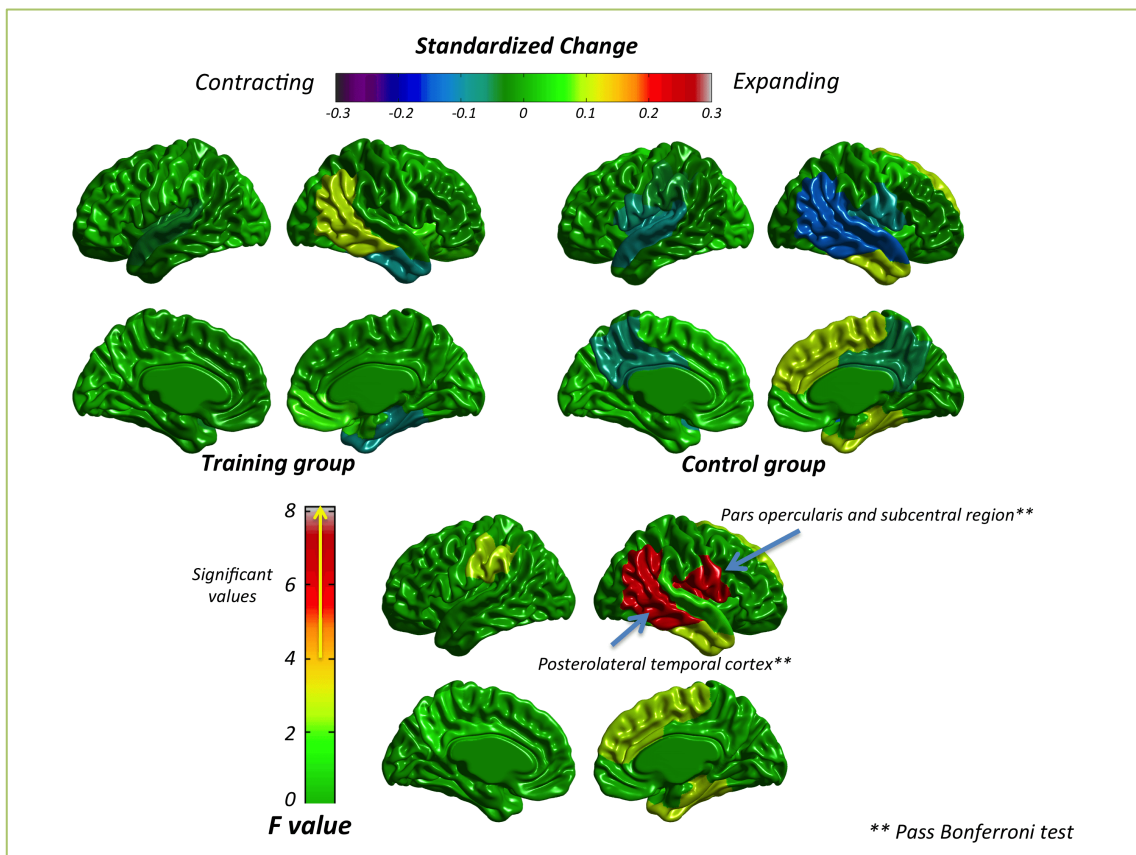 Standardized Change
Contracting
Expanding
-0.3 -0.2 -0.1 0 0.1 0.2 0.3
Training group
Control group
8
6
4
2
0
Significant
values
F value
Pars opercularis and subcentral region**
Posterolateral temporal cortex**
** Pass Bonferroni test